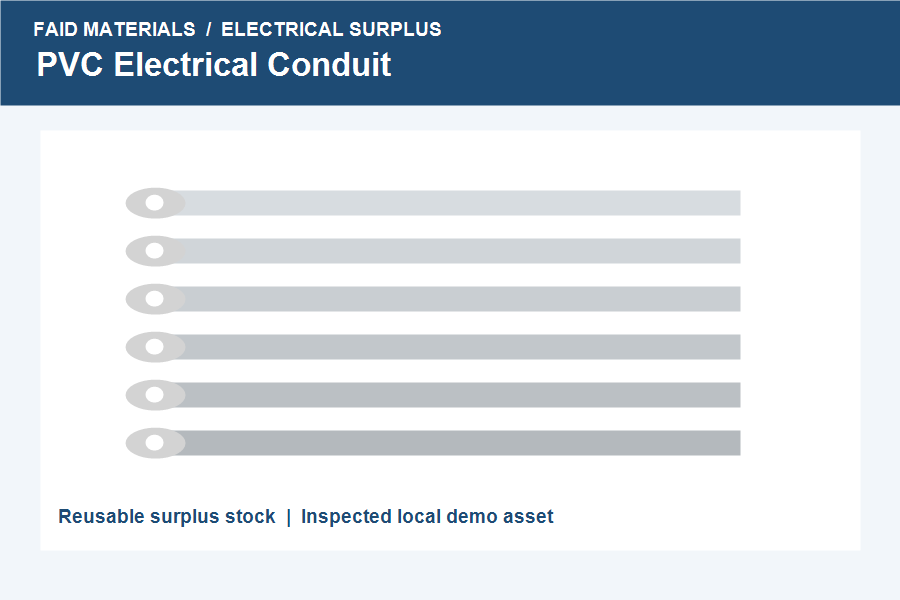 FAID MATERIALS / ELECTRICAL SURPLUS
PVC Electrical Conduit
Reusable surplus stock | Inspected local demo asset